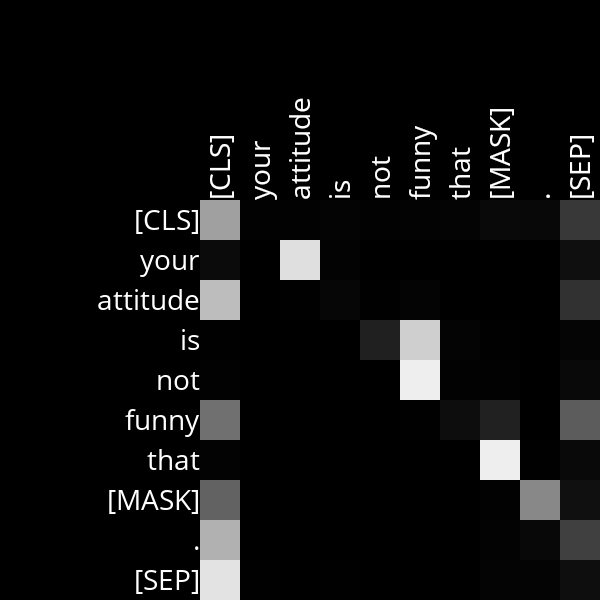 [CLS]
your
attitude
is
not
funny
that
[MASK]
.
[SEP]
[CLS]
your
attitude
is
not
funny
that
[MASK]
.
[SEP]